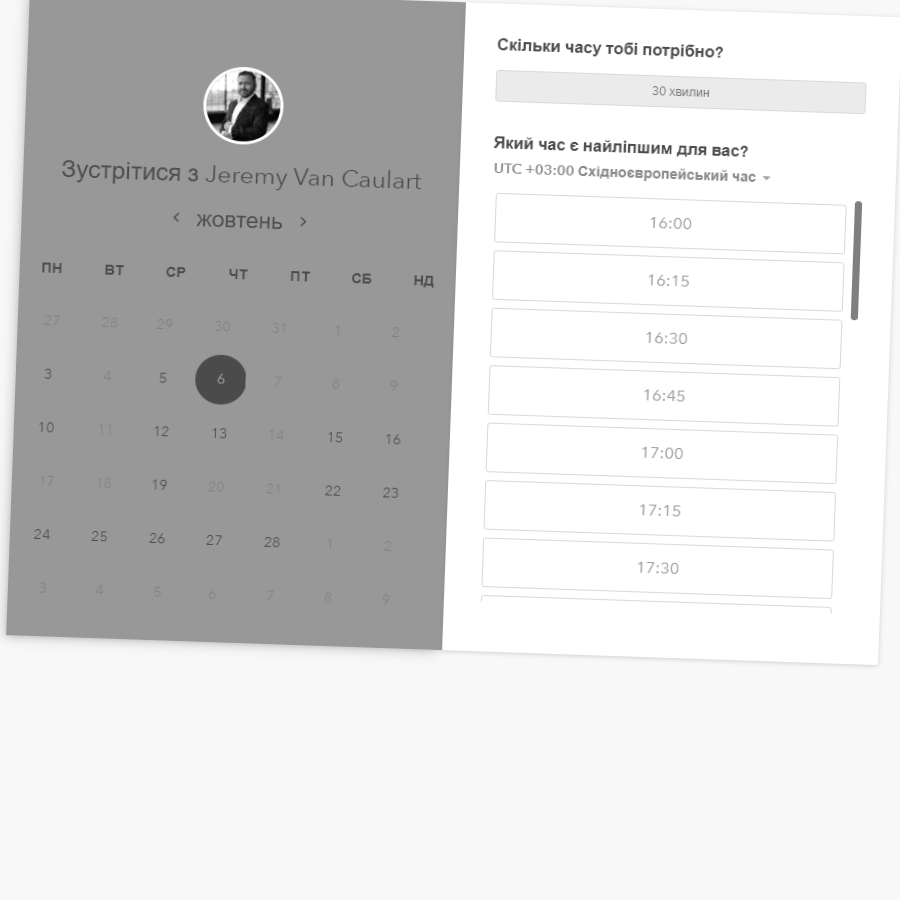 Зустрітися з Jeremy Van Caulart
жовтень
ПН ВТ СР ЧТ ПТ СБ НД
27 28 29 30 31 1 2
3 4 5 6 7 8 9
10 11 12 13 14 15 16
17 18 19 20 21 22 23
24 25 26 27 28 1 2
3 4 5 6 7 8 9
Скільки часу тобі потрібно?
30 хвилин
Який час є найліпшим для вас?
UTC +03:00 Східноєвропейський час
16:00
16:15
16:30
16:45
17:00
17:15
17:30